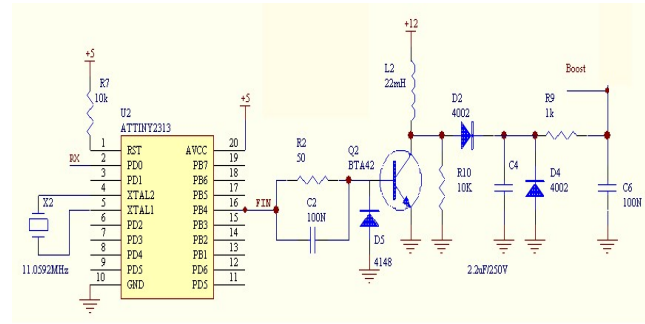 +12
+5
R7
10k
L2
22mH
Boost
D2
4002
R9
1k
U2
ATTINY2313
+5
1 RST AVCC 20
RX 2 PD0 PB7 19
3 PD1 PB6 18
4 XTAL2 PB5 17
5 XTAL1 PB4 16
6 PD2 PB3 15
7 PD3 PB2 14
8 PD4 PB1 13
9 PD5 PD6 12
10 GND PD5 11
X2
11.0592MHz
FIN
R2
50
C2
100N
Q2
BTA42
D5
4148
R10
10K
C4
D4
4002
C6
100N
2.2uF/250V